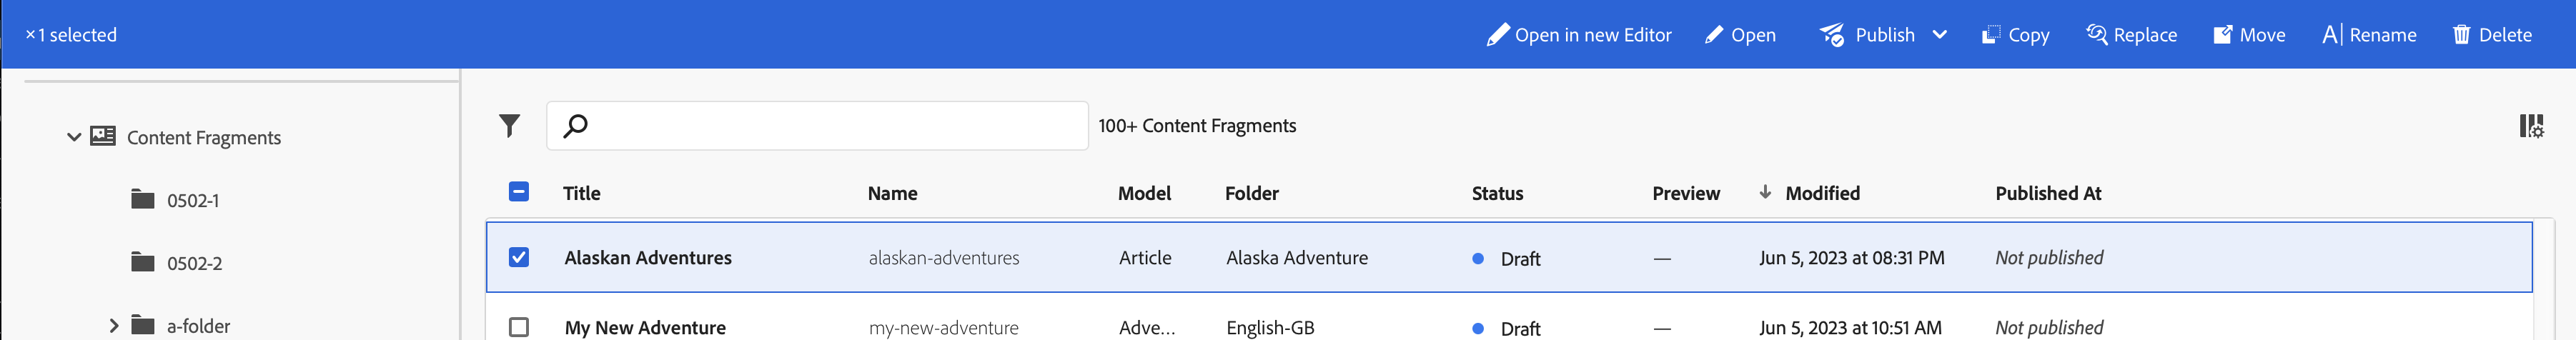 ×1 selected Open in new Editor Open Publish Copy Replace Move Rename Delete
100+ Content Fragments
Content Fragments
0502-1
0502-2
a-folder
Title Name Model Folder Status Preview Modified Published At
Alaskan Adventures alaskan-adventures Article Alaska Adventure Draft — Jun 5, 2023 at 08:31 PM Not published
My New Adventure my-new-adventure Adve... English-GB Draft — Jun 5, 2023 at 10:51 AM Not published